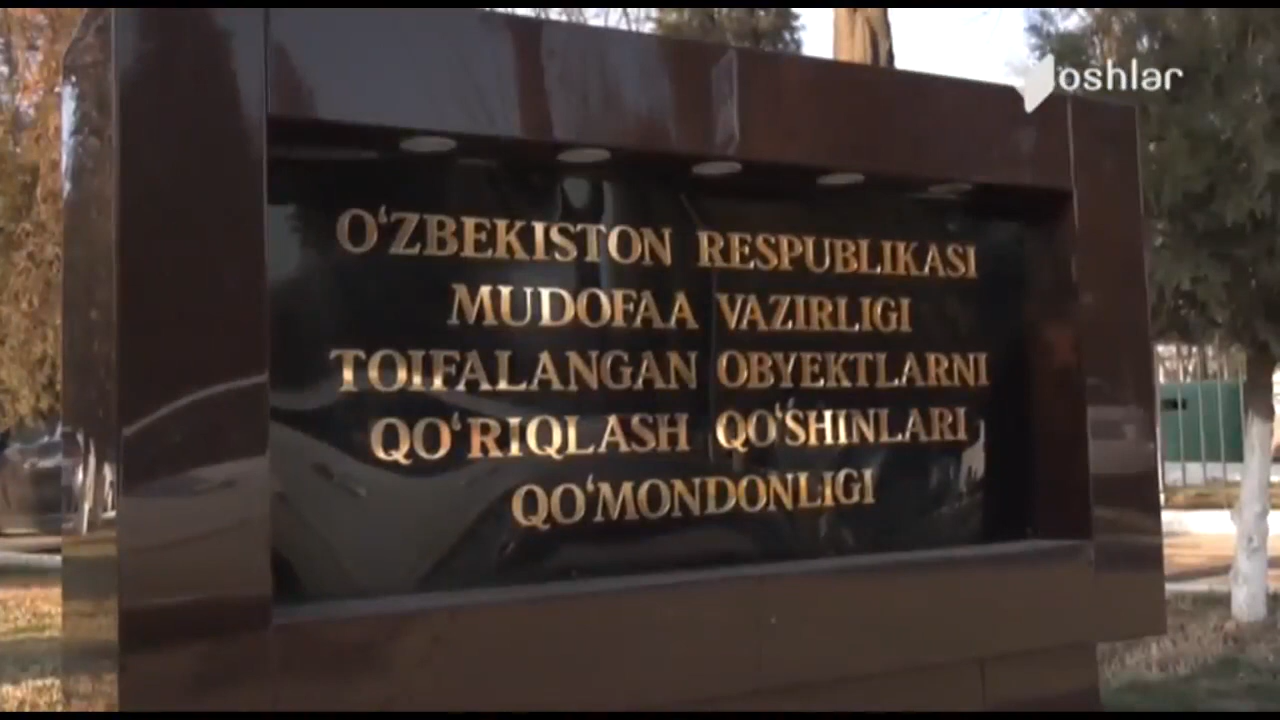 oshlar
O‘ZBEKISTON RESPUBLIKASI
MUDOFAA VAZIRLIGI
TOIFALANGAN OBYEKTLARNI
QO‘RIQLASH QO‘SHINLARI
QO‘MONDONLIGI